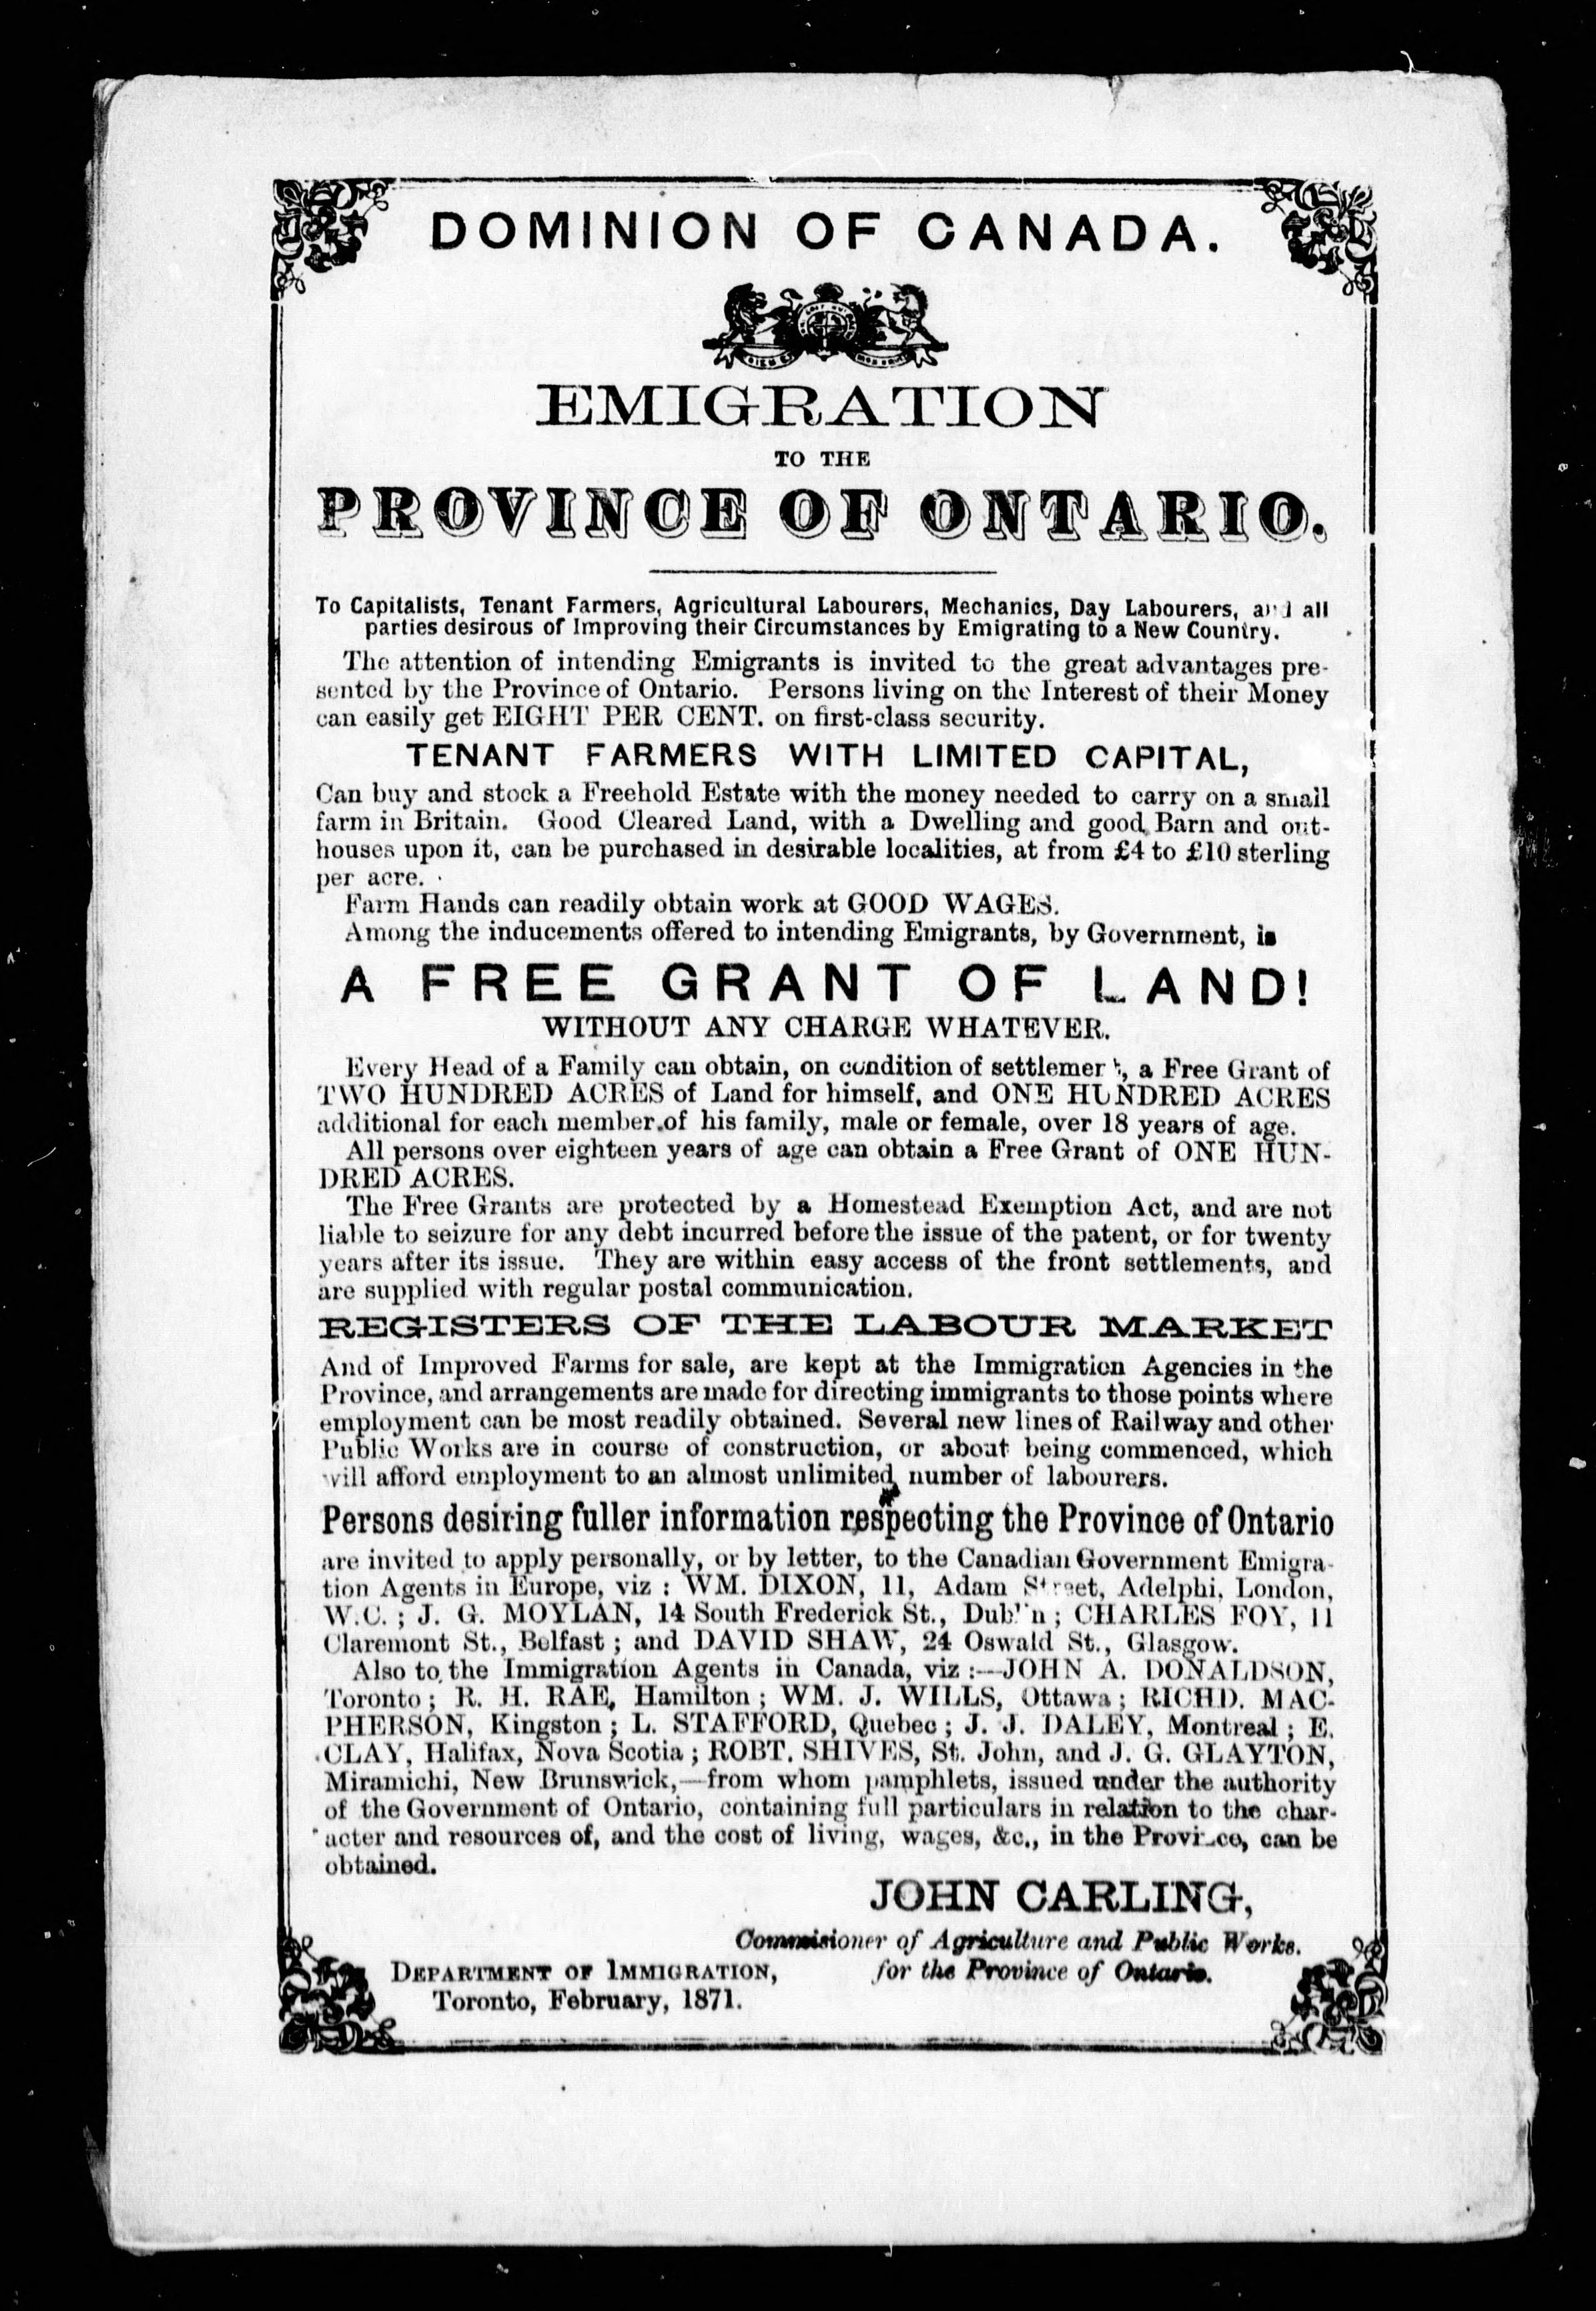 DOMINION OF CANADA.
EMIGRATION
TO THE
PROVINCE OF ONTARIO.
To Capitalists, Tenant Farmers, Agricultural Labourers, Mechanics, Day Labourers, and all
parties desirous of Improving their Circumstances by Emigrating to a New Country.
The attention of intending Emigrants is invited to the great advantages pre-
sented by the Province of Ontario. Persons living on the Interest of their Money
can easily get EIGHT PER CENT. on first-class security.
TENANT FARMERS WITH LIMITED CAPITAL,
Can buy and stock a Freehold Estate with the money needed to carry on a small
farm in Britain. Good Cleared Land, with a Dwelling and good Barn and out-
houses upon it, can be purchased in desirable localities, at from £4 to £10 sterling
per acre.
Farm Hands can readily obtain work at GOOD WAGES.
Among the inducements offered to intending Emigrants, by Government, is
A FREE GRANT OF LAND!
WITHOUT ANY CHARGE WHATEVER.
Every Head of a Family can obtain, on condition of settlement, a Free Grant of
TWO HUNDRED ACRES of Land for himself, and ONE HUNDRED ACRES
additional for each member of his family, male or female, over 18 years of age.
All persons over eighteen years of age can obtain a Free Grant of ONE HUN-
DRED ACRES.
The Free Grants are protected by a Homestead Exemption Act, and are not
liable to seizure for any debt incurred before the issue of the patent, or for twenty
years after its issue. They are within easy access of the front settlements, and
are supplied with regular postal communication.
REGISTERS OF THE LABOUR MARKET
And of Improved Farms for sale, are kept at the Immigration Agencies in the
Province, and arrangements are made for directing immigrants to those points where
employment can be most readily obtained. Several new lines of Railway and other
Public Works are in course of construction, or about being commenced, which
will afford employment to an almost unlimited number of labourers.
Persons desiring fuller information respecting the Province of Ontario
are invited to apply personally, or by letter, to the Canadian Government Emigra-
tion Agents in Europe, viz : WM. DIXON, 11, Adam Street, Adelphi, London,
W.C. ; J. G. MOYLAN, 14 South Frederick St., Dublin ; CHARLES FOY, 11
Claremont St., Belfast ; and DAVID SHAW, 24 Oswald St., Glasgow.
Also to the Immigration Agents in Canada, viz :—JOHN A. DONALDSON,
Toronto ; R. H. RAE, Hamilton ; WM. J. WILLS, Ottawa ; RICHD. MAC-
PHERSON, Kingston ; L. STAFFORD, Quebec ; J. J. DALEY, Montreal ; E.
CLAY, Halifax, Nova Scotia ; ROBT. SHIVES, St. John, and J. G. GLAYTON,
Miramichi, New Brunswick,—from whom pamphlets, issued under the authority
of the Government of Ontario, containing full particulars in relation to the char-
acter and resources of, and the cost of living, wages, &c., in the Province, can be
obtained.
JOHN CARLING,
Commisioner of Agriculture and Public Works.
for the Province of Ontario.
DEPARTMENT OF IMMIGRATION,
Toronto, February, 1871.